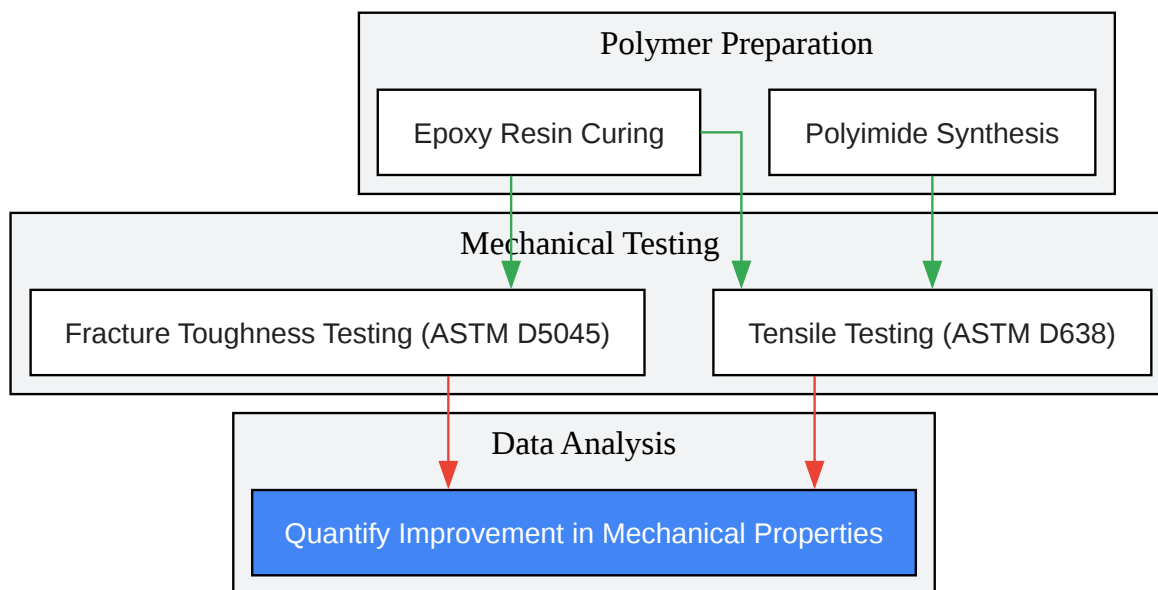 Polymer Preparation
Epoxy Resin Curing
Polyimide Synthesis
Mechanical Testing
Fracture Toughness Testing (ASTM D5045)
Tensile Testing (ASTM D638)
Data Analysis
Quantify Improvement in Mechanical Properties